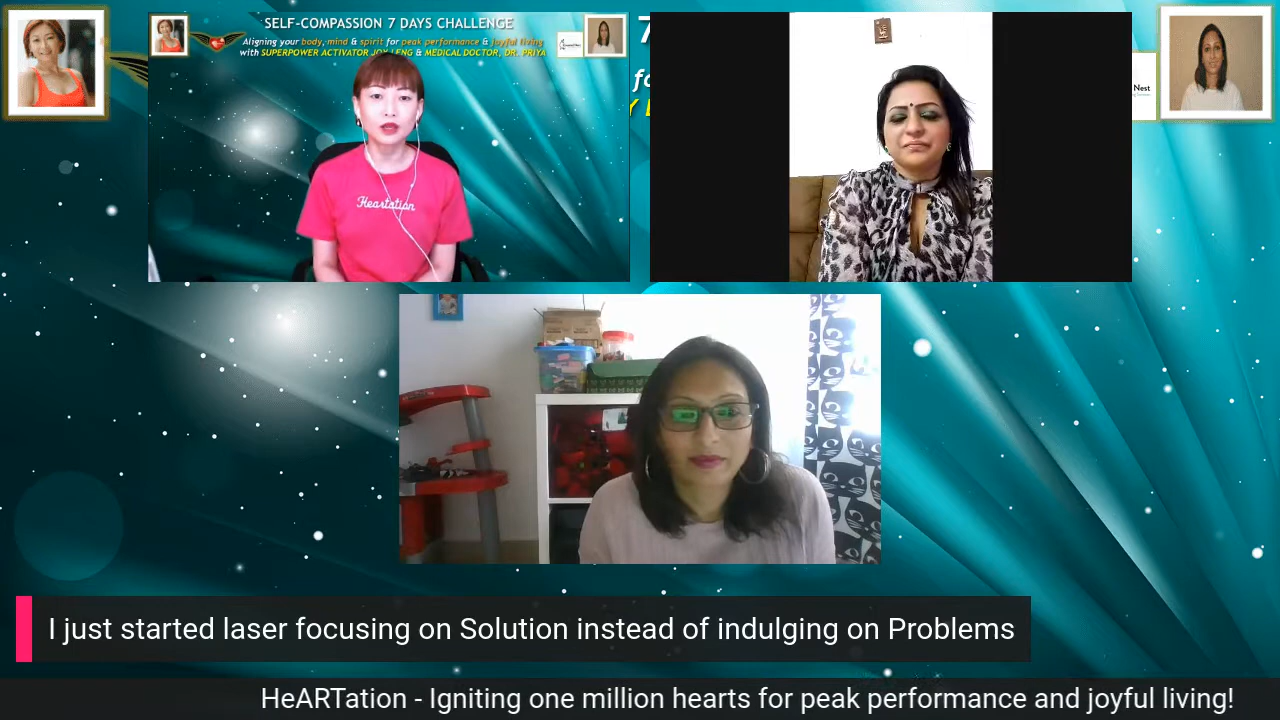 SELF-COMPASSION 7 DAYS CHALLENGE
Aligning your body, mind & spirit for peak performance & joyful living
with SUPERPOWER ACTIVATOR JOY LENG & MEDICAL DOCTOR, DR. PRIYA
7
fo
Y L
Nest
Heartation
I just started laser focusing on Solution instead of indulging on Problems
HeARTation - Igniting one million hearts for peak performance and joyful living!